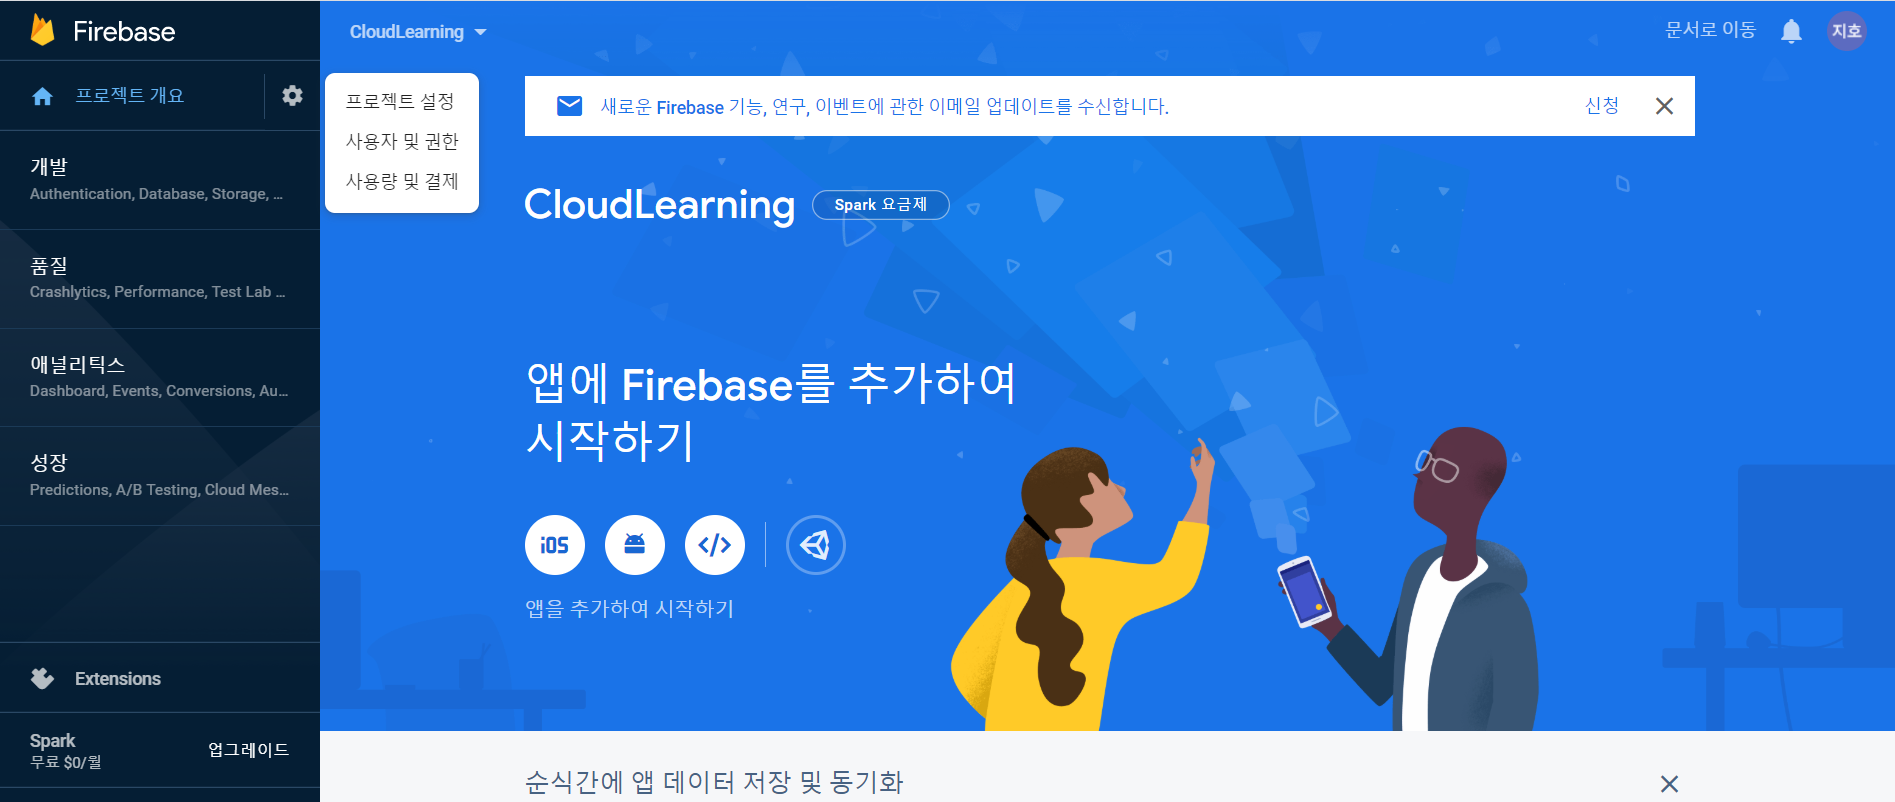 Firebase
CloudLearning
문서로 이동
지호
프로젝트 개요
프로젝트 설정
사용자 및 권한
사용량 및 결제
새로운 Firebase 기능, 연구, 이벤트에 관한 이메일 업데이트를 수신합니다.
신청
개발
Authentication, Database, Storage, ...
CloudLearning
Spark 요금제
품질
Crashlytics, Performance, Test Lab ...
애널리틱스
Dashboard, Events, Conversions, Au...
앱에 Firebase를 추가하여
시작하기
성장
Predictions, A/B Testing, Cloud Mes...
iOS
</>
앱을 추가하여 시작하기
Extensions
Spark
무료 $0/월
업그레이드
순식간에 앱 데이터 저장 및 동기화